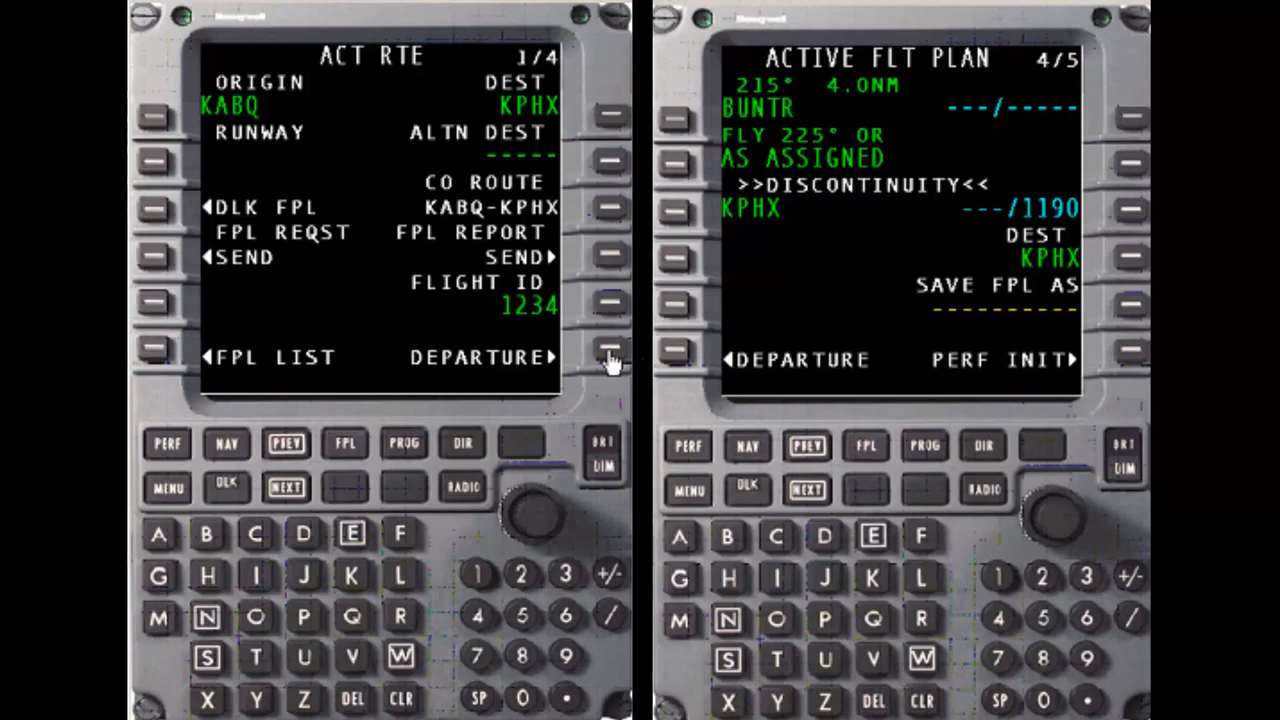 Honeywell
ACT RTE 1/4
ORIGIN DEST
KABQ KPHX
RUNWAY ALTN DEST
-----
CO ROUTE
◀DLK FPL KABQ-KPHX
FPL REQST FPL REPORT
◀SEND SEND▶
FLIGHT ID
1234
◀FPL LIST DEPARTURE▶
PERF NAV PREV FPL PROG DIR
BRT
DIM
MENU DLK NEXT RADIO
A B C D E F
G H I J K L 1 2 3 +/-
M N O P Q R 4 5 6 /
S T U V W 7 8 9
X Y Z DEL CLR SP 0 •
Honeywell
ACTIVE FLT PLAN 4/5
215° 4.0NM
BUNTR ---/-----
FLY 225° OR
AS ASSIGNED
>>DISCONTINUITY<<
KPHX ---/1190
DEST
KPHX
SAVE FPL AS
----------
◀DEPARTURE PERF INIT▶
PERF NAV PREV FPL PROG DIR
BRT
DIM
MENU DLK NEXT RADIO
A B C D E F
G H I J K L 1 2 3 +/-
M N O P Q R 4 5 6 /
S T U V W 7 8 9
X Y Z DEL CLR SP 0 •